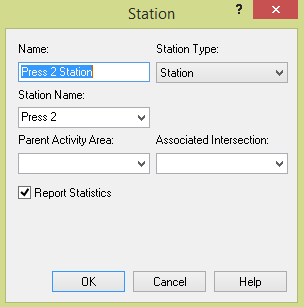 Station
?
Name:
Station Type:
Press 2 Station
Station
Station Name:
Press 2
Parent Activity Area:
Associated Intersection:
Report Statistics
OK
Cancel
Help